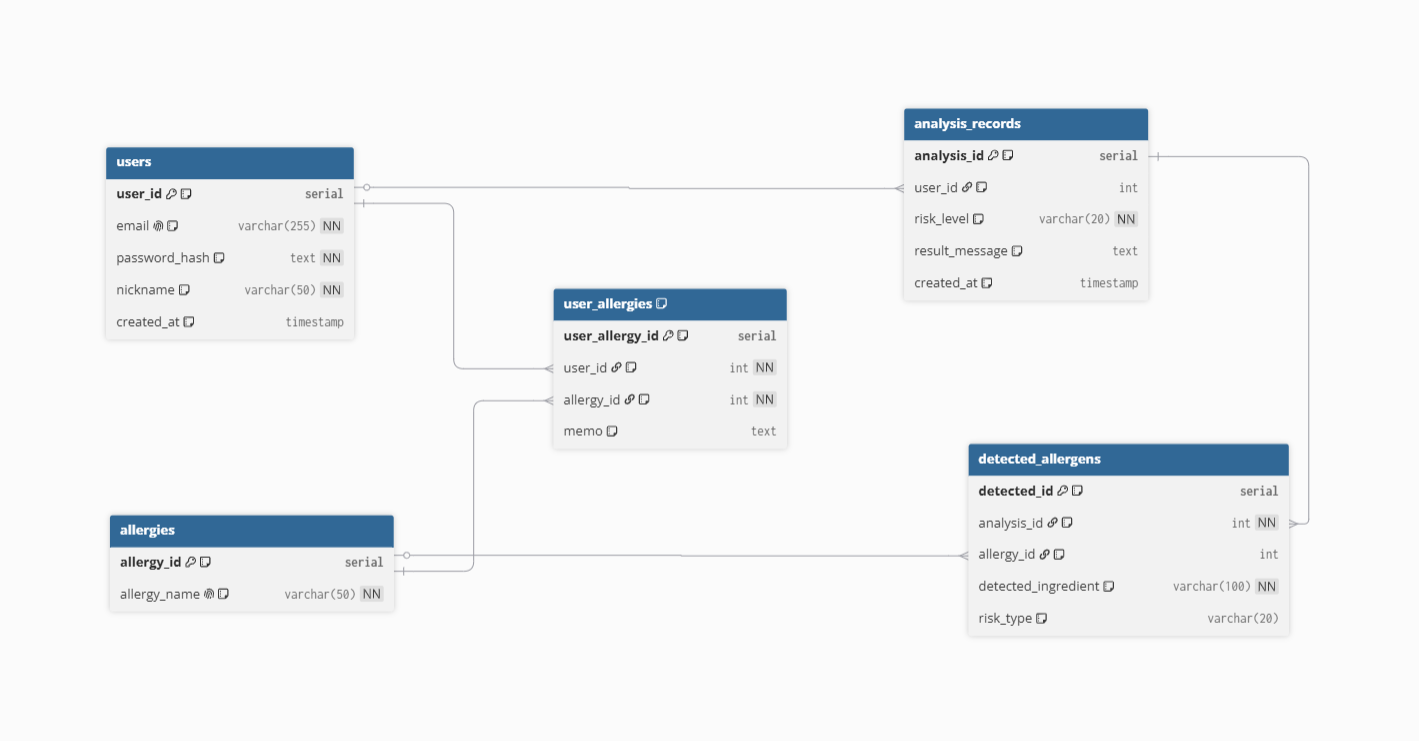 users
user_id serial
email varchar(255) NN
password_hash text NN
nickname varchar(50) NN
created_at timestamp
analysis_records
analysis_id serial
user_id int
risk_level varchar(20) NN
result_message text
created_at timestamp
user_allergies
user_allergy_id serial
user_id int NN
allergy_id int NN
memo text
allergies
allergy_id serial
allergy_name varchar(50) NN
detected_allergens
detected_id serial
analysis_id int NN
allergy_id int
detected_ingredient varchar(100) NN
risk_type varchar(20)